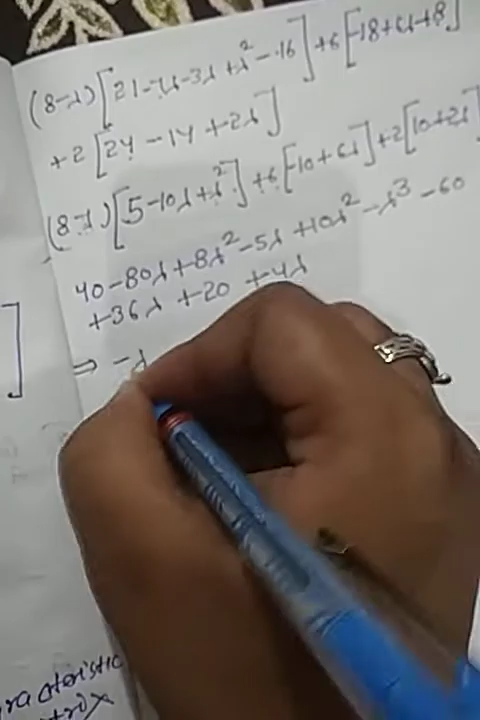 (8-λ)[21-7λ-3λ+λ²-16]+6[-18+6λ+8]
+2[24-14+2λ]
(8-λ)[5-10λ+λ²]+6[-10+6λ]+2[10+2λ]
40-80λ+8λ²-5λ+10λ²-λ³-60
+36λ+20+4λ
⇒ -λ
]